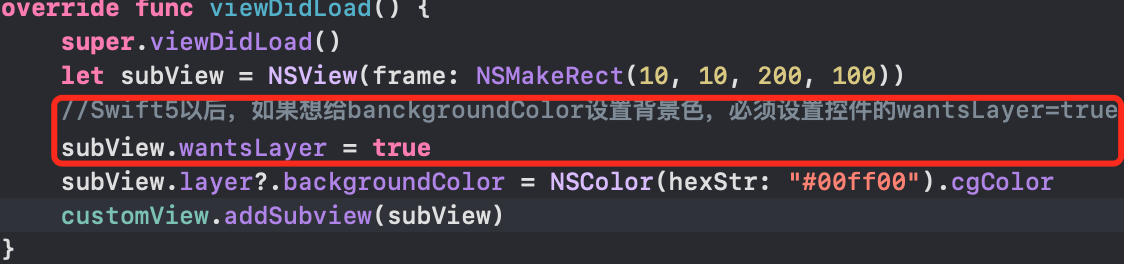 override func viewDidLoad() {
super.viewDidLoad()
let subView = NSView(frame: NSMakeRect(10, 10, 200, 100))
//Swift5以后，如果想给banckgroundColor设置背景色，必须设置控件的wantsLayer=true
subView.wantsLayer = true
subView.layer?.backgroundColor = NSColor(hexStr: "#00ff00").cgColor
customView.addSubview(subView)
}